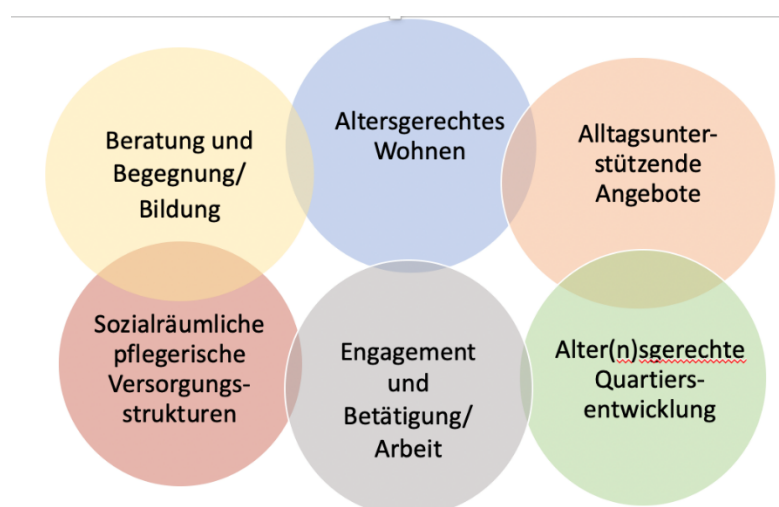 Beratung und
Begegnung/
Bildung
Altersgerechtes
Wohnen
Alltagsunter-
stützende
Angebote
Sozialräumliche
pflegerische
Versorgungs-
strukturen
Engagement
und
Betätigung/
Arbeit
Alter(n)sgerechte
Quartiers-
entwicklung